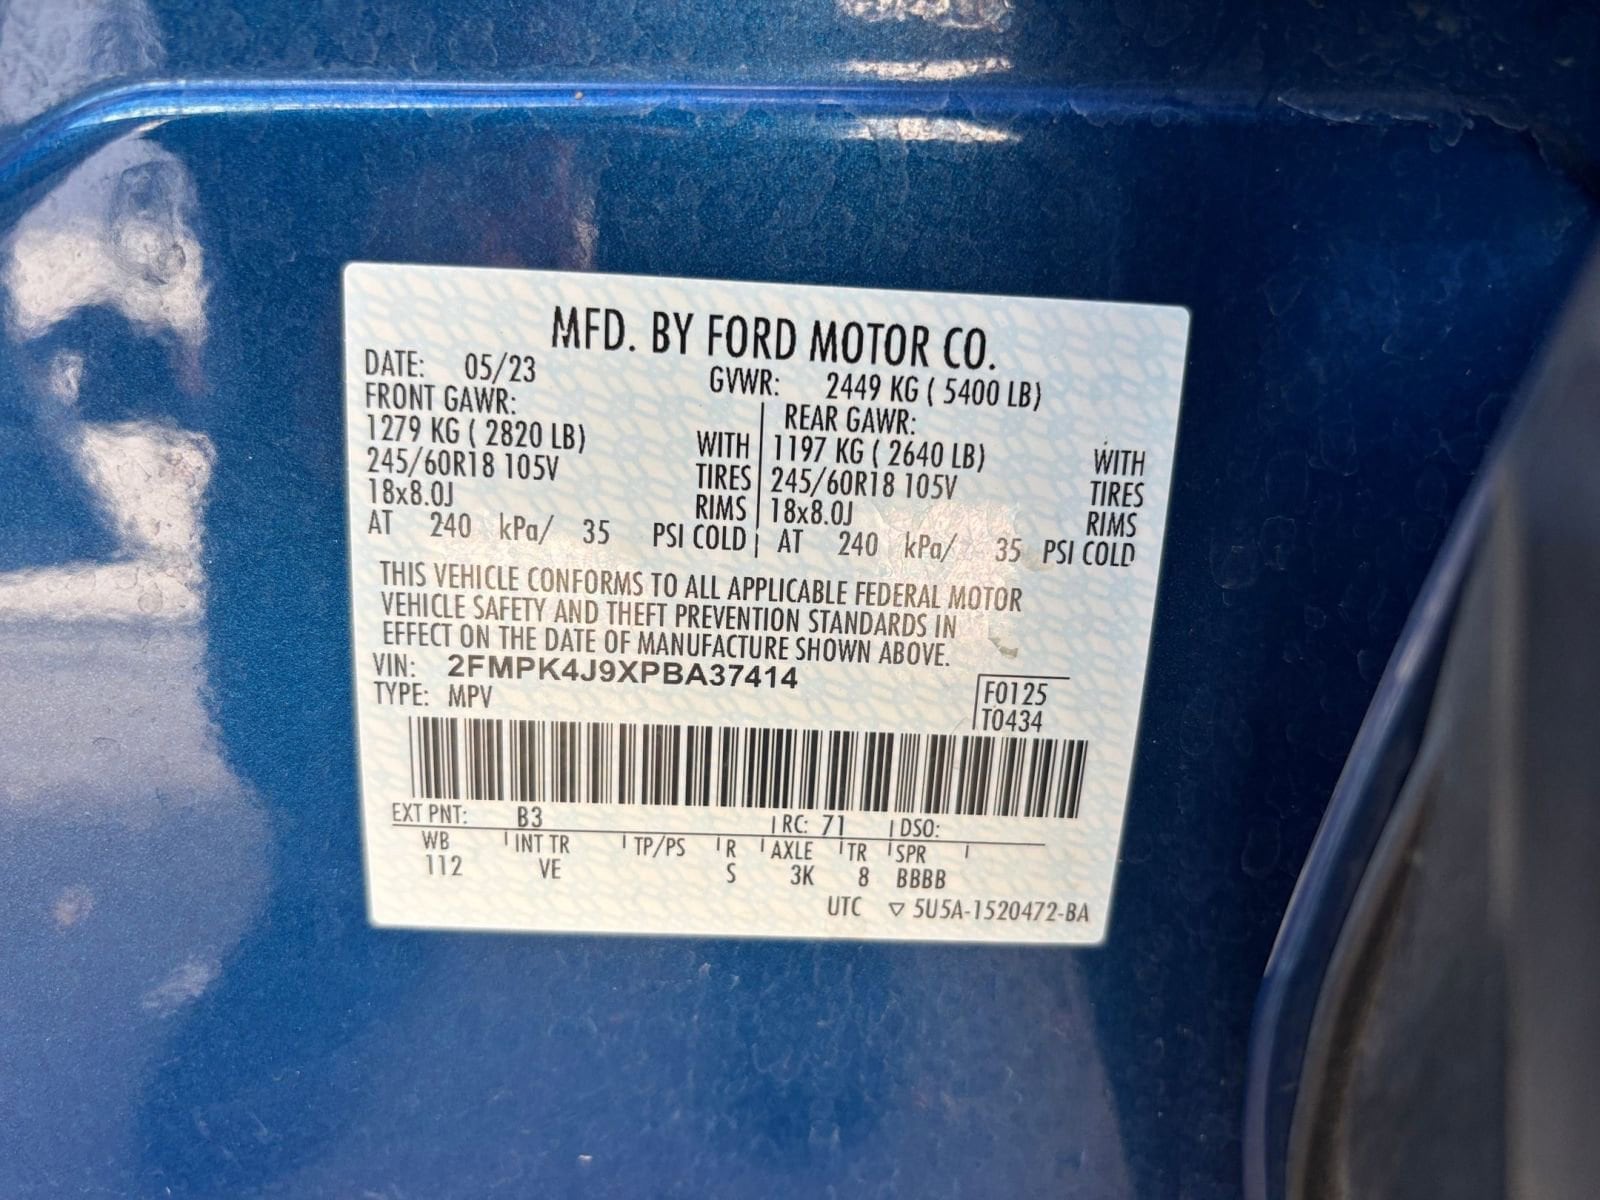 MFD. BY FORD MOTOR CO.
DATE: 05/23 GVWR: 2449 KG ( 5400 LB)
FRONT GAWR: REAR GAWR:
1279 KG ( 2820 LB) WITH 1197 KG ( 2640 LB) WITH
245/60R18 105V TIRES 245/60R18 105V TIRES
18x8.0J RIMS 18x8.0J RIMS
AT 240 kPa/ 35 PSI COLD AT 240 kPa/ 35 PSI COLD
THIS VEHICLE CONFORMS TO ALL APPLICABLE FEDERAL MOTOR
VEHICLE SAFETY AND THEFT PREVENTION STANDARDS IN
EFFECT ON THE DATE OF MANUFACTURE SHOWN ABOVE.
VIN: 2FMPK4J9XPBA37414
TYPE: MPV
F0125
T0434
EXT PNT: B3 RC: 71 DSO:
WB INT TR TP/PS R AXLE TR SPR
112 VE S 3K 8 BBBB
UTC ▽ 5U5A-1520472-BA